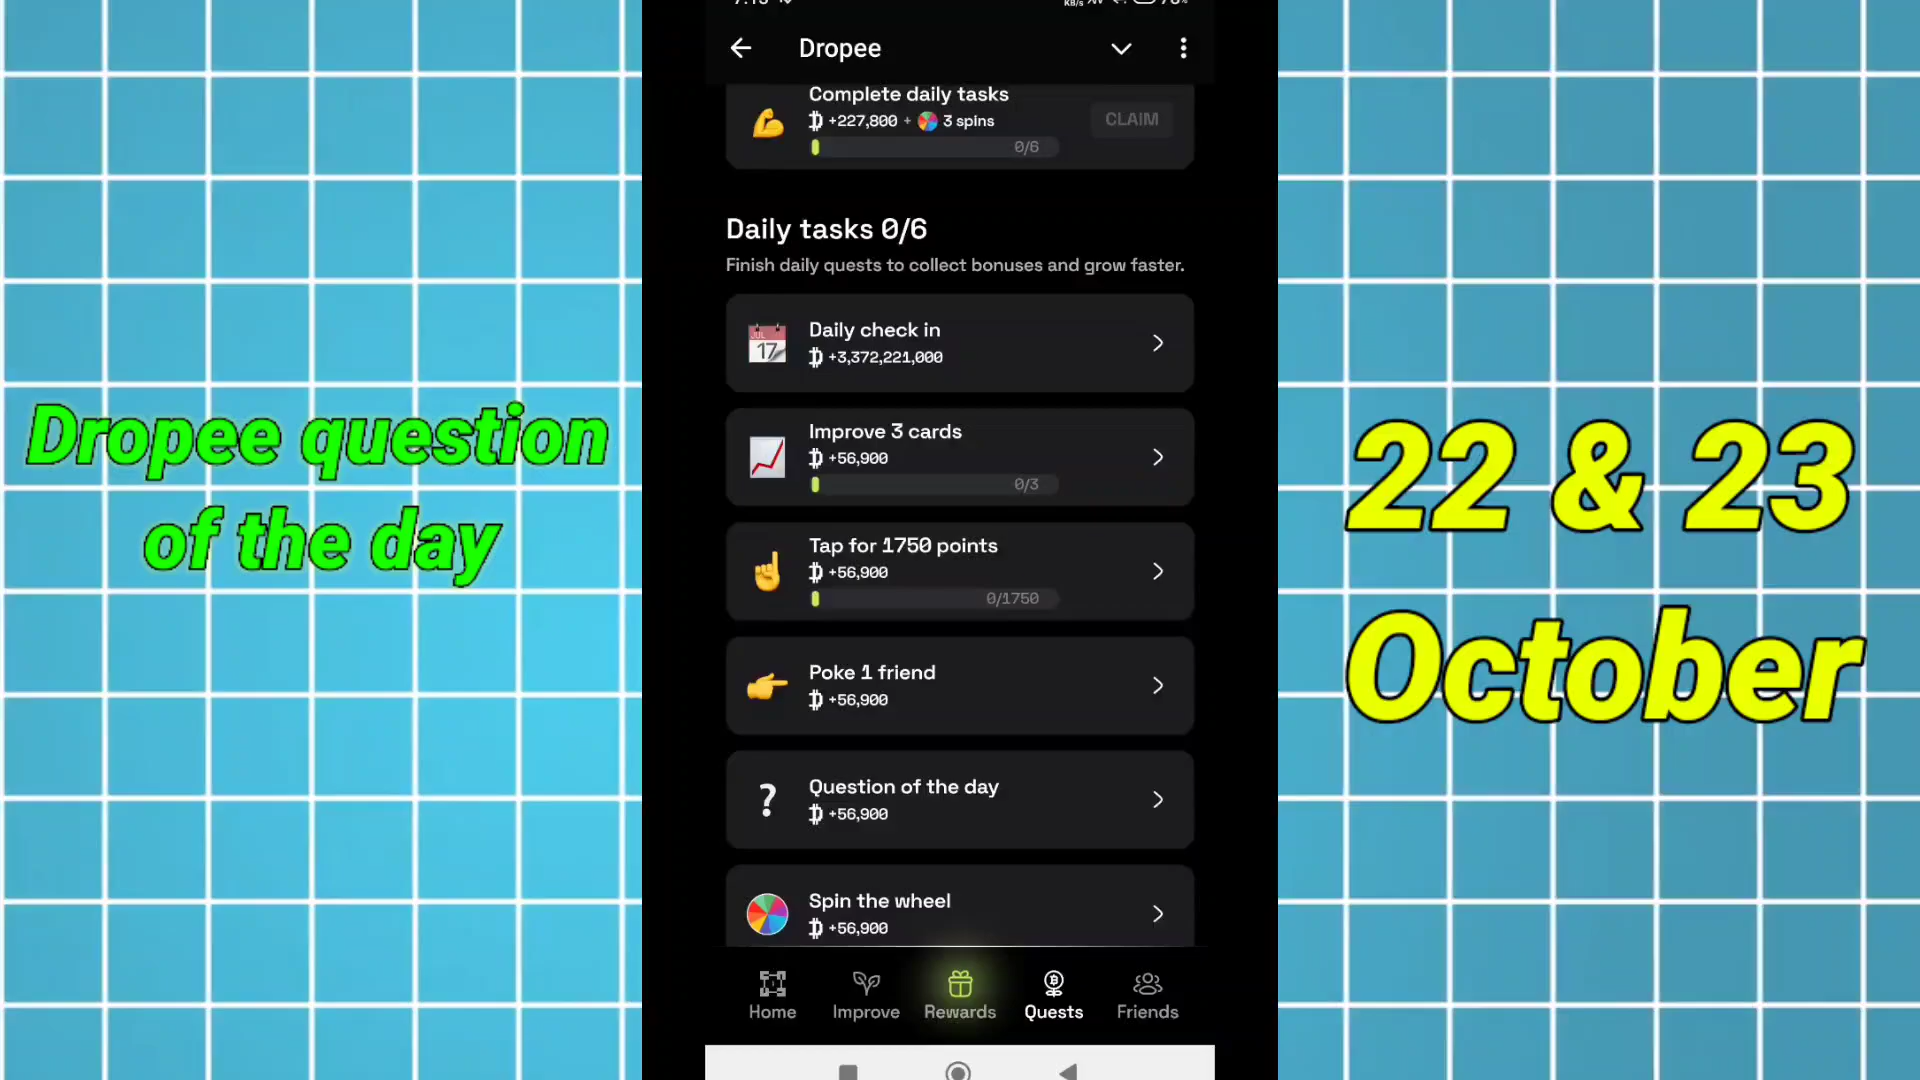 Dropee
Complete daily tasks
+227,800 + 3 spins
CLAIM
0/6
Daily tasks 0/6
Finish daily quests to collect bonuses and grow faster.
JUL
17
Daily check in
+3,372,221,000
Improve 3 cards
+56,900
0/3
Tap for 1750 points
+56,900
0/1750
Poke 1 friend
+56,900
Question of the day
+56,900
Spin the wheel
+56,900
Home
Improve
Rewards
Quests
Friends
Dropee question
of the day
22 & 23
October